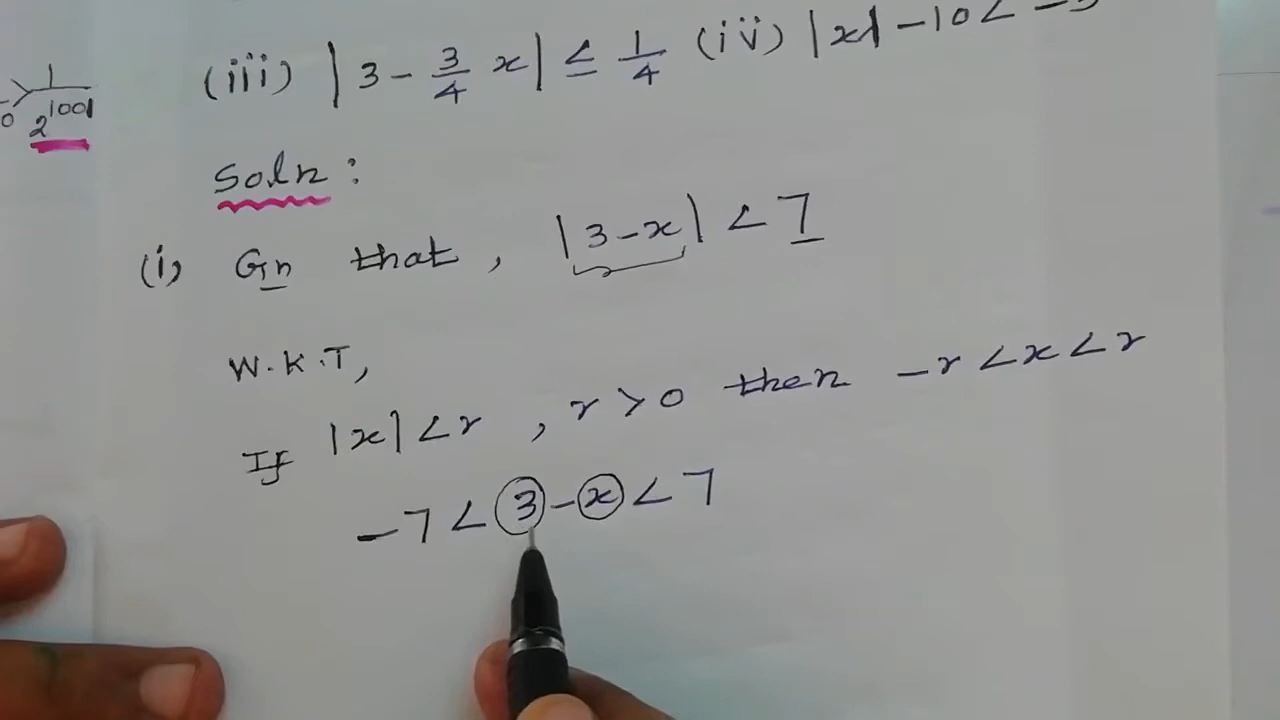 (iii) |3 - 3/4 x| ≤ 1/4 (iv) |x| - 10 <
1
2^1001
Soln :
(i) Gn that, |3-x| < 7
W.K.T,
If |x| < r, r > 0 then -r < x < r
-7 < 3 - x < 7